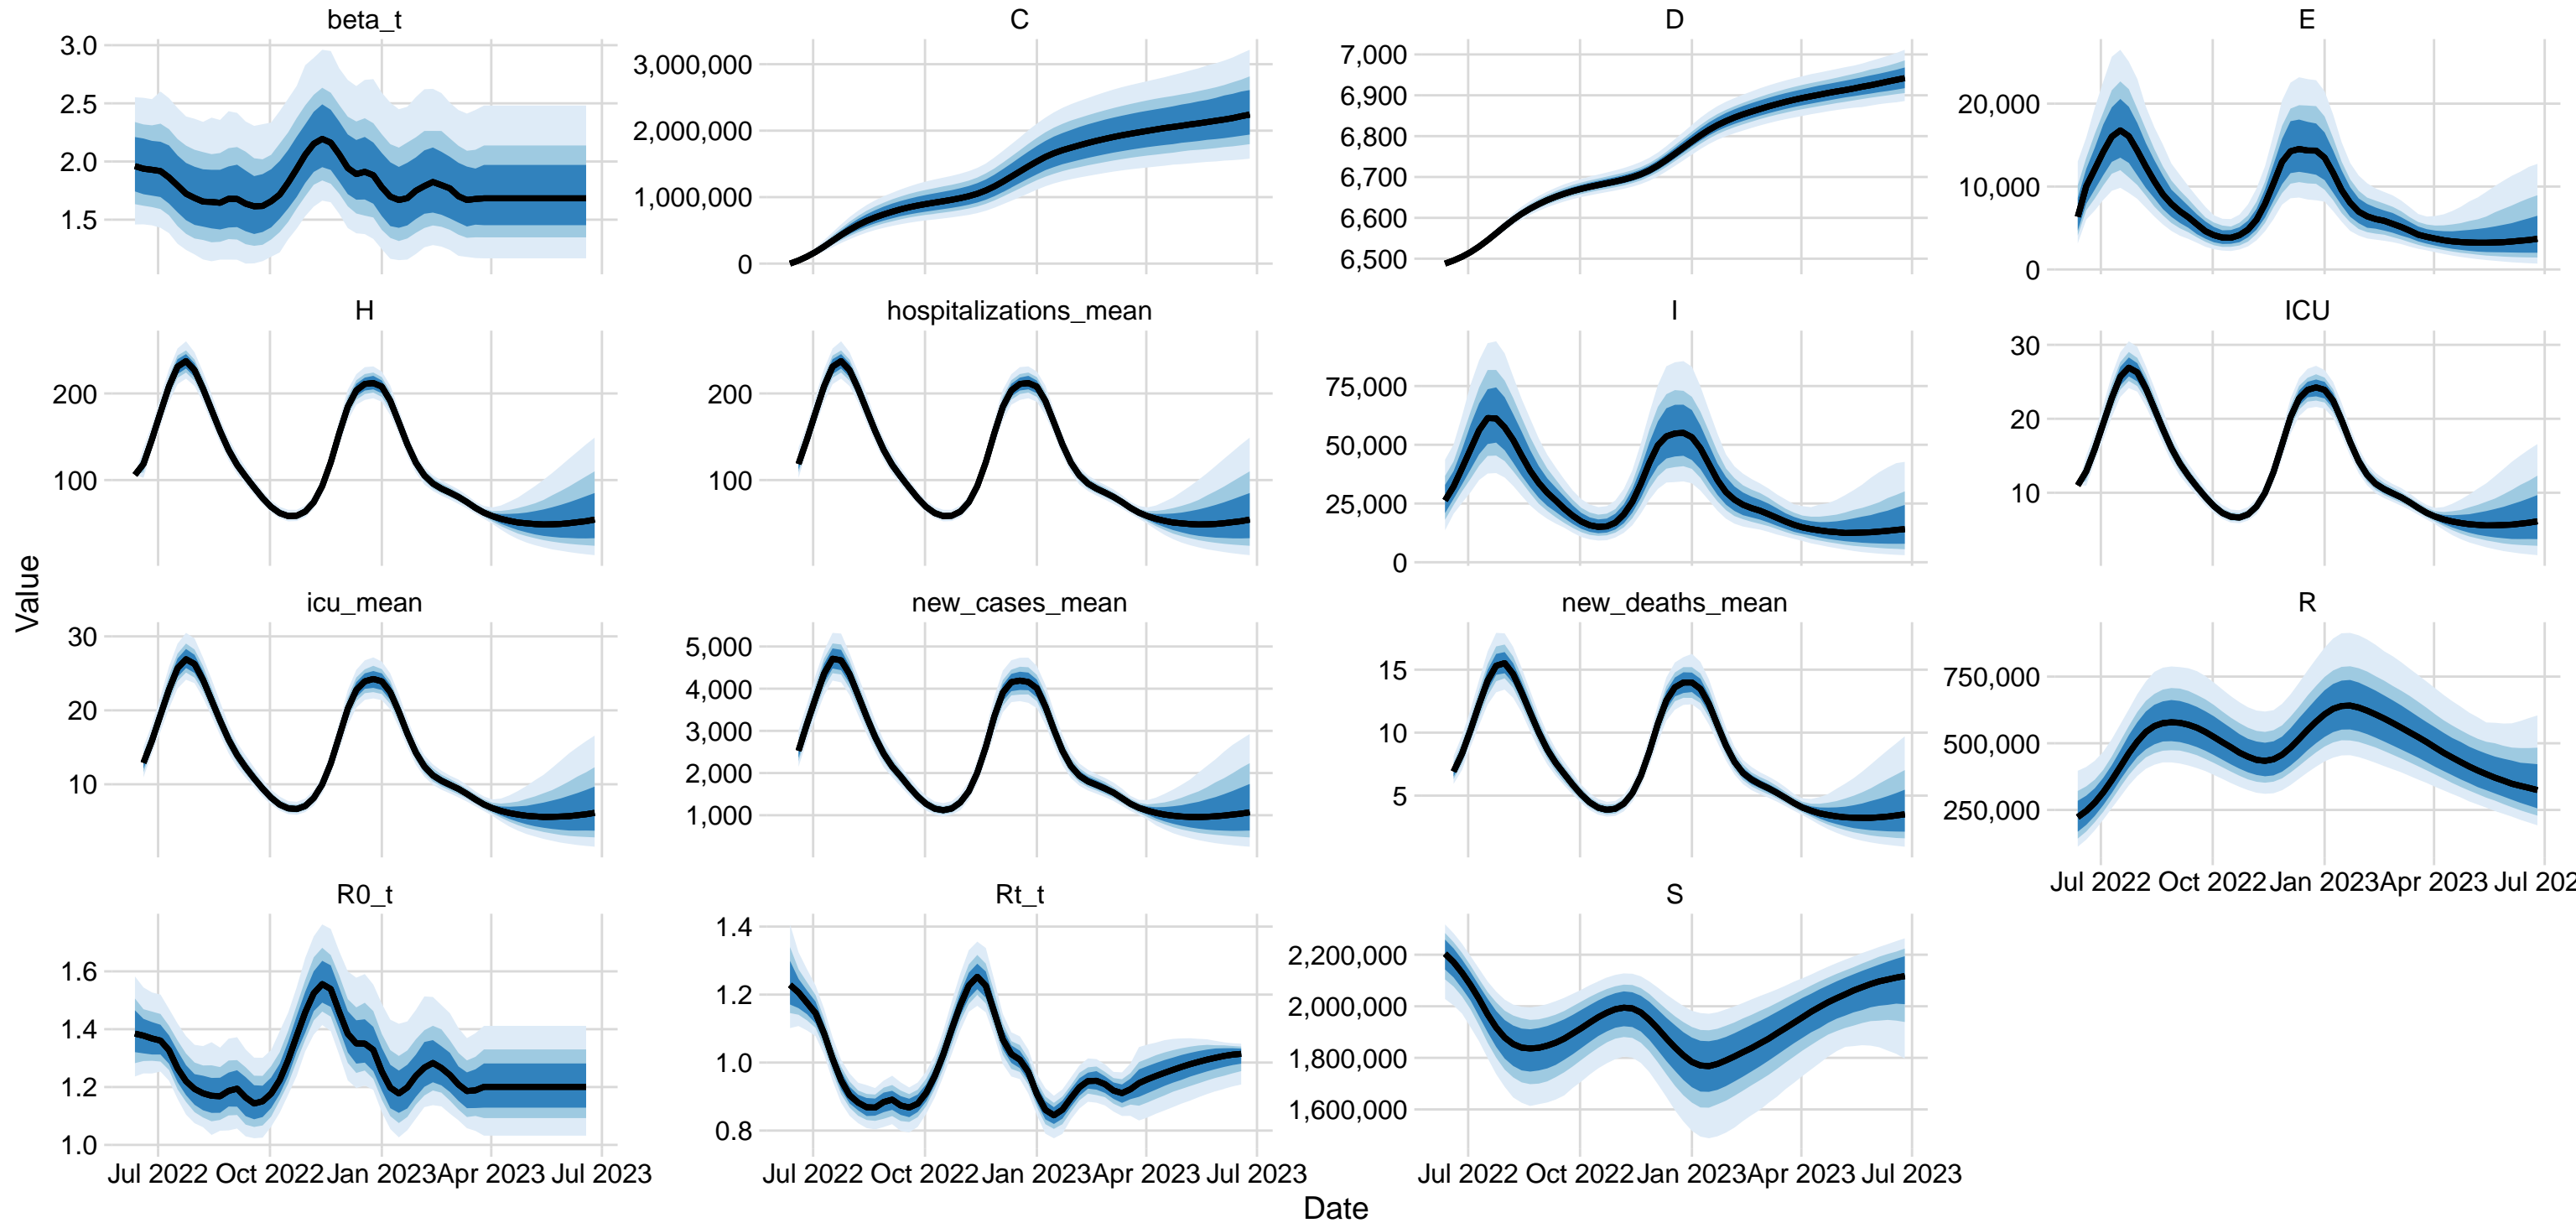 beta_t
C
D
E
3.0
2.5
2.0
1.5
3,000,000
2,000,000
1,000,000
0
7,000
6,900
6,800
6,700
6,600
6,500
20,000
10,000
0
H
hospitalizations_mean
I
ICU
200
100
200
100
75,000
50,000
25,000
0
30
20
10
Value
icu_mean
new_cases_mean
new_deaths_mean
R
30
20
10
5,000
4,000
3,000
2,000
1,000
15
10
5
750,000
500,000
250,000
Jul 2022 Oct 2022 Jan 2023 Apr 2023 Jul 202
R0_t
Rt_t
S
1.6
1.4
1.2
1.0
1.4
1.2
1.0
0.8
2,200,000
2,000,000
1,800,000
1,600,000
Jul 2022 Oct 2022 Jan 2023 Apr 2023 Jul 2023
Jul 2022 Oct 2022 Jan 2023 Apr 2023 Jul 2023
Jul 2022 Oct 2022 Jan 2023 Apr 2023 Jul 2023
Date